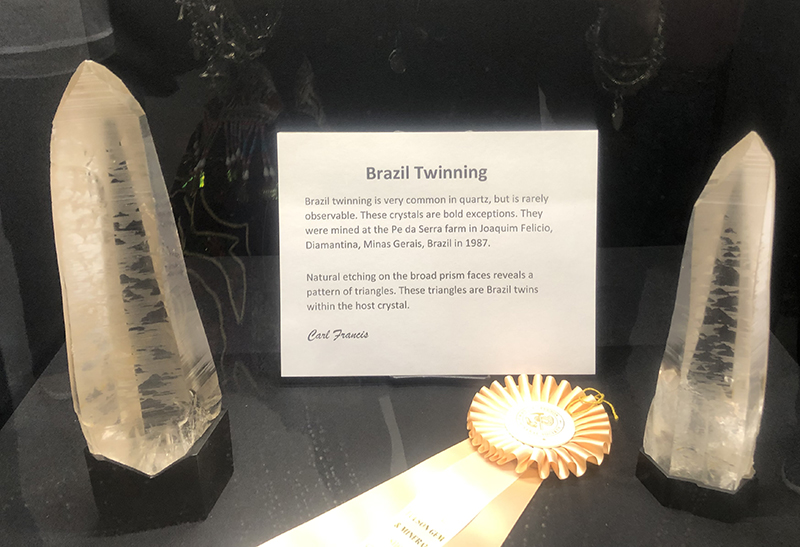 Brazil Twinning
Brazil twinning is very common in quartz, but is rarely
observable. These crystals are bold exceptions. They
were mined at the Pe da Serra farm in Joaquim Felicio,
Diamantina, Minas Gerais, Brazil in 1987.
Natural etching on the broad prism faces reveals a
pattern of triangles. These triangles are Brazil twins
within the host crystal.
Carl Francis
& MINERAL